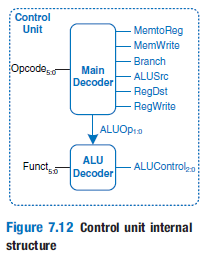 Control
Unit
Opcode5:0
Main
Decoder
MemtoReg
MemWrite
Branch
ALUSrc
RegDst
RegWrite
ALUOp1:0
Funct5:0
ALU
Decoder
ALUControl2:0
Figure 7.12 Control unit internal
structure